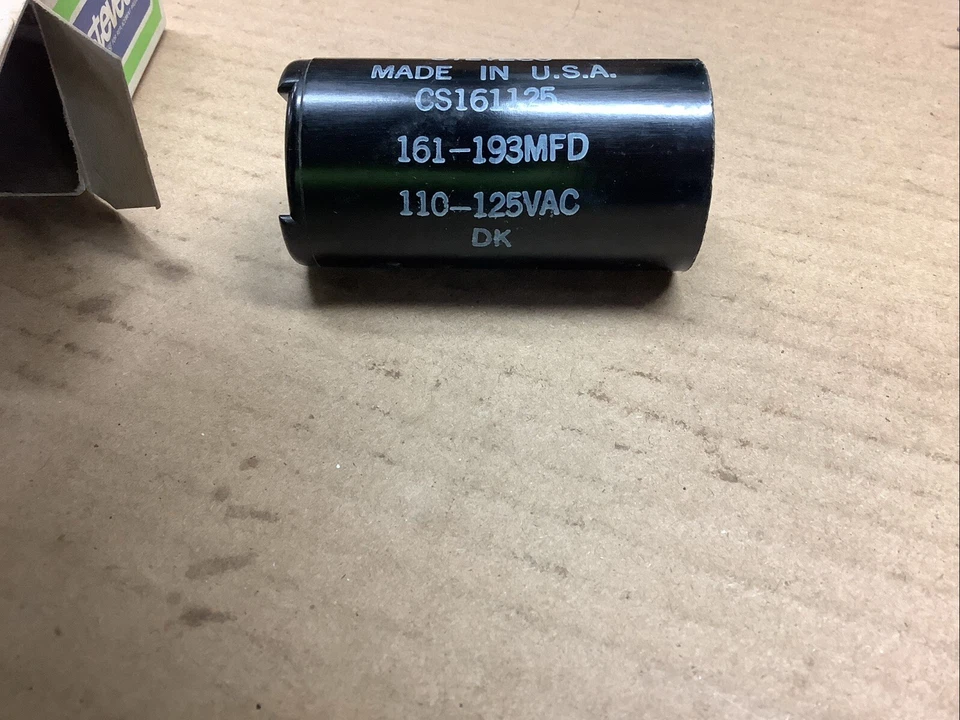 MADE IN U.S.A.
CS161125
161-193MFD
110-125VAC
DK